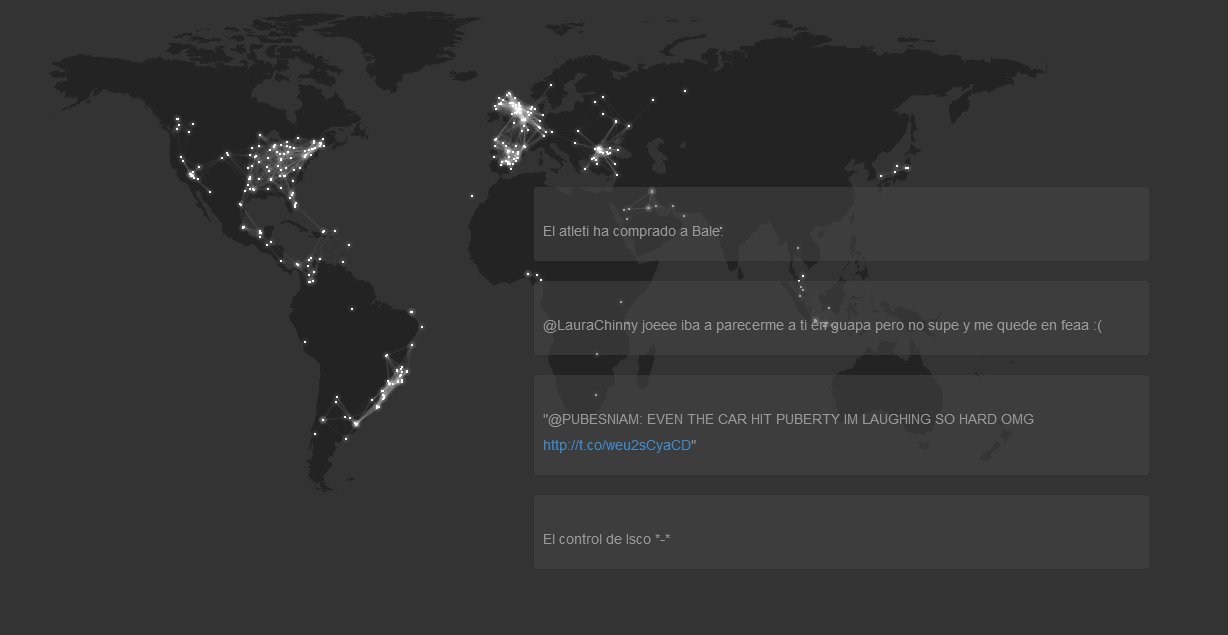 El atleti ha comprado a Bale.
@LauraChinny joeee iba a parecerme a ti en guapa pero no supe y me quede en feaa :(
"@PUBESNIAM: EVEN THE CAR HIT PUBERTY IM LAUGHING SO HARD OMG
http://t.co/weu2sCyaCD"
El control de Isco *-*